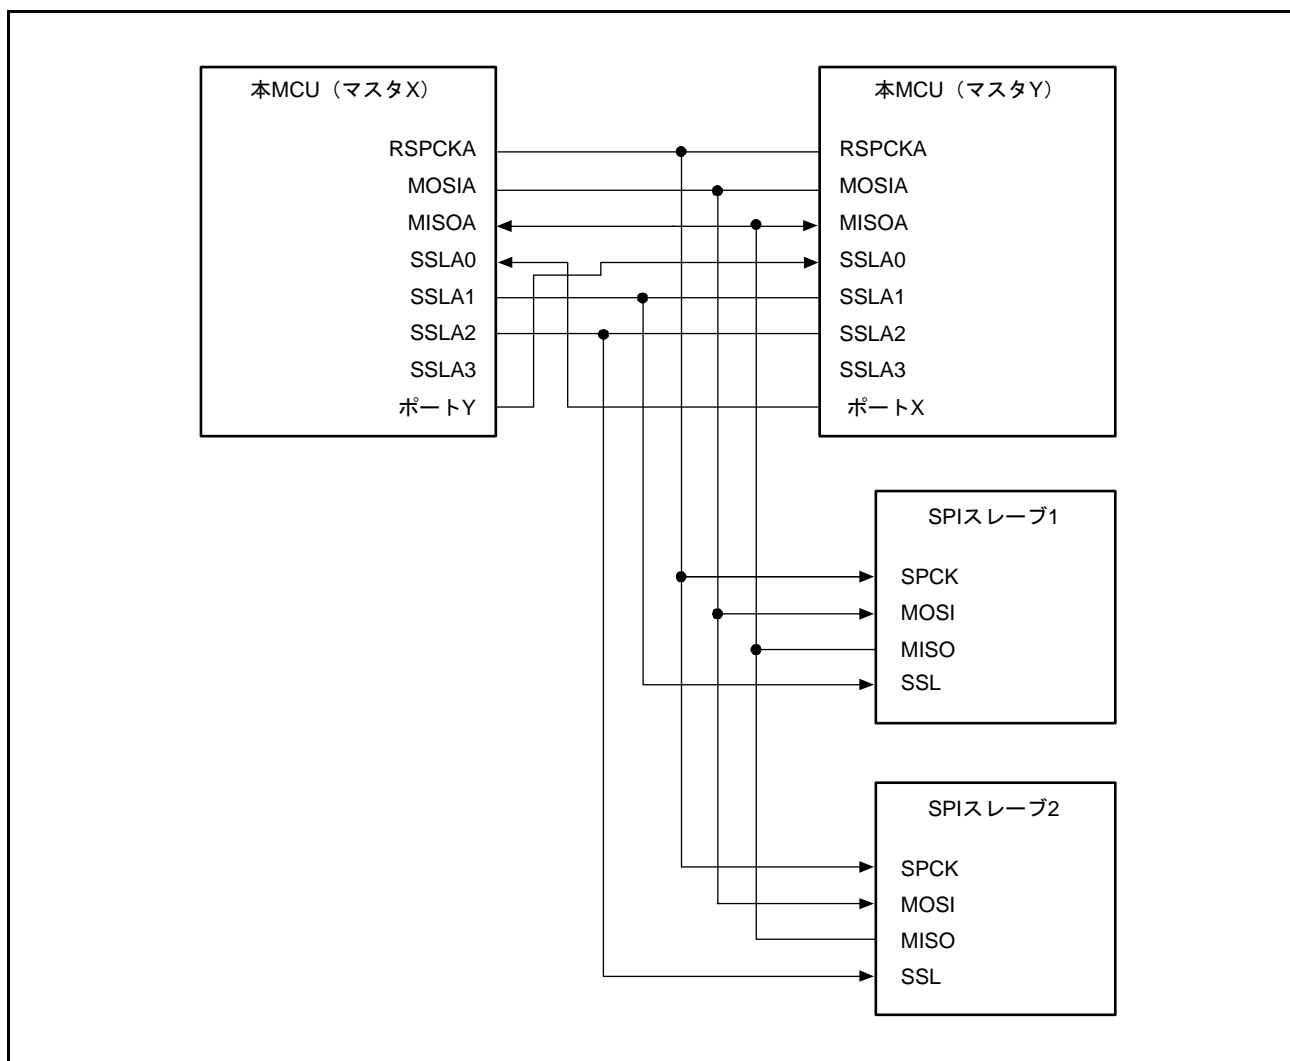 本MCU（マスタX）
RSPCKA
MOSIA
MISOA
SSLA0
SSLA1
SSLA2
SSLA3
ポートY
本MCU（マスタY）
RSPCKA
MOSIA
MISOA
SSLA0
SSLA1
SSLA2
SSLA3
ポートX
SPIスレーブ1
SPCK
MOSI
MISO
SSL
SPIスレーブ2
SPCK
MOSI
MISO
SSL